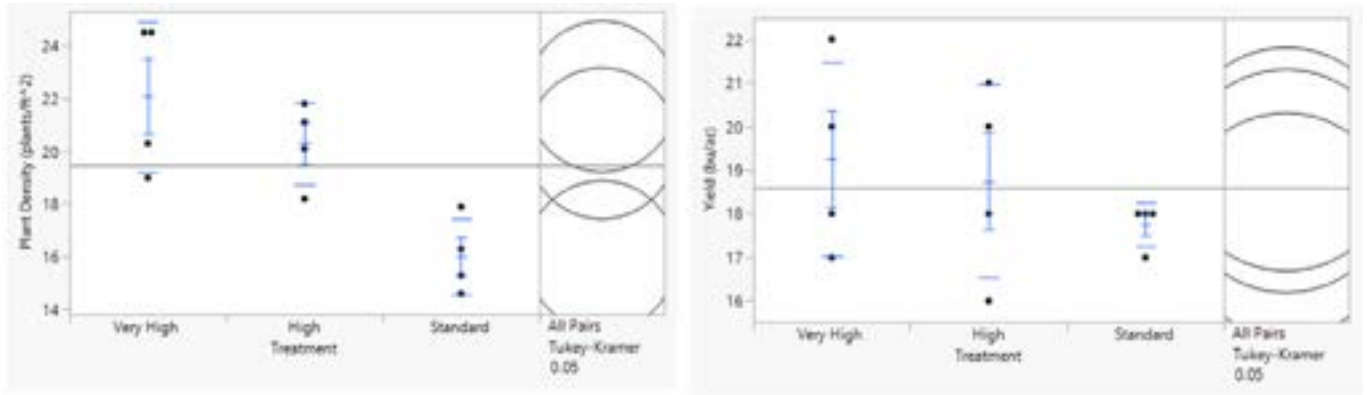 Plant Density (plants/ft^2)
24
22
20
18
16
14
Very High
High
Standard
Treatment
All Pairs
Tukey-Kramer
0.05
Yield (bu/ac)
22
21
20
19
18
17
16
Very High
High
Standard
Treatment
All Pairs
Tukey-Kramer
0.05